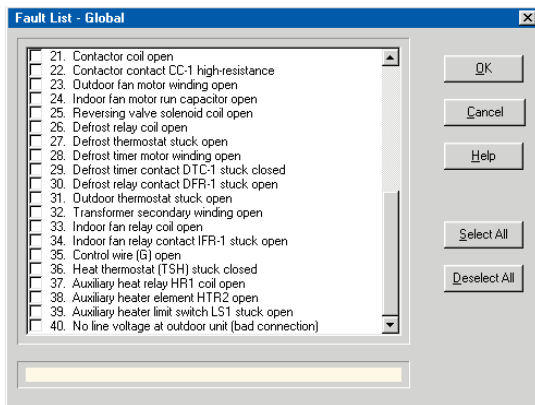 Fault List - Global
21. Contactor coil open
22. Contactor contact CC-1 high-resistance
23. Outdoor fan motor winding open
24. Indoor fan motor run capacitor open
25. Reversing valve solenoid coil open
26. Defrost relay coil open
27. Defrost thermostat stuck open
28. Defrost timer motor winding open
29. Defrost timer contact DTC-1 stuck closed
30. Defrost relay contact DFR-1 stuck open
31. Outdoor thermostat stuck open
32. Transformer secondary winding open
33. Indoor fan relay coil open
34. Indoor fan relay contact IFR-1 stuck open
35. Control wire (G) open
36. Heat thermostat (TSH) stuck closed
37. Auxiliary heat relay HR1 coil open
38. Auxiliary heater element HTR2 open
39. Auxiliary heater limit switch LS1 stuck open
40. No line voltage at outdoor unit (bad connection)
OK
Cancel
Help
Select All
Deselect All